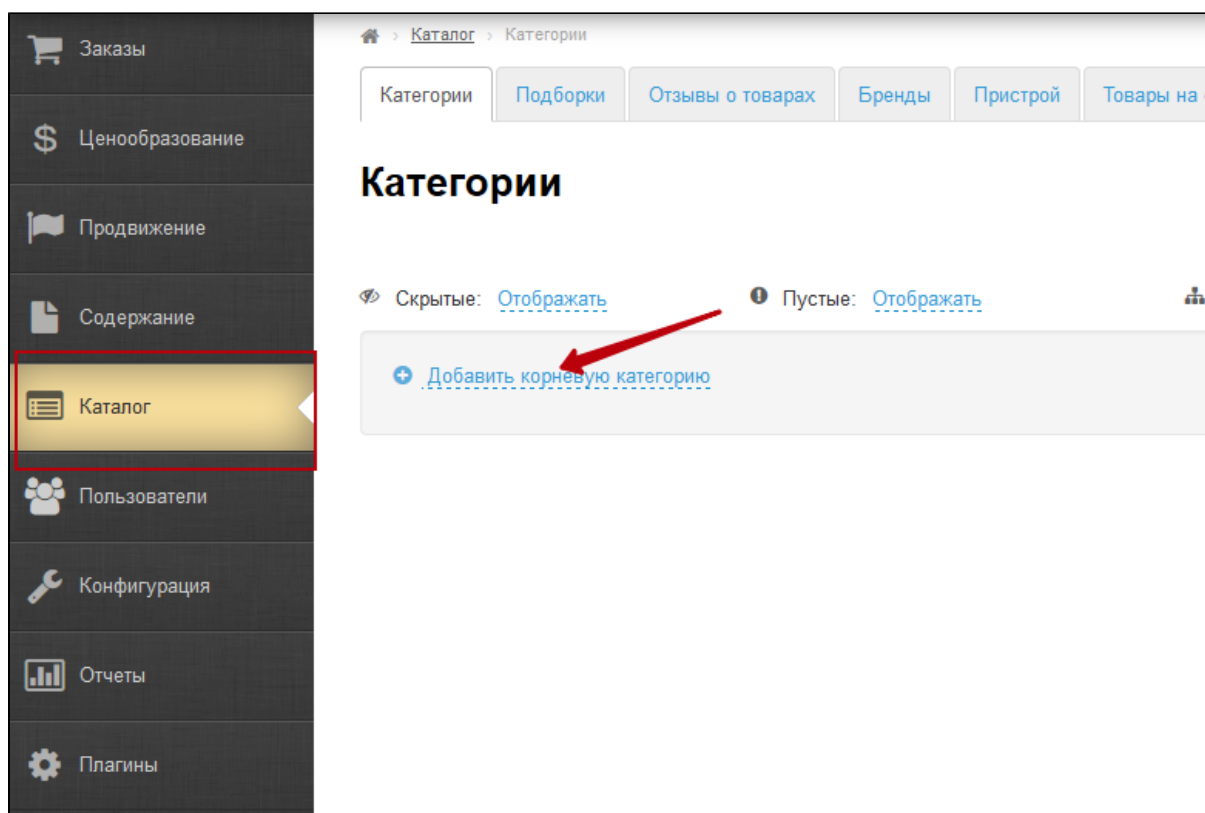 Заказы
Ценообразование
Продвижение
Содержание
Каталог
Пользователи
Конфигурация
Отчеты
Плагины
Каталог Категории
Категории Подборки Отзывы о товарах Бренды Пристрой Товары на
Категории
Скрытые: Отображать Пустые: Отображать
Добавить корневую категорию